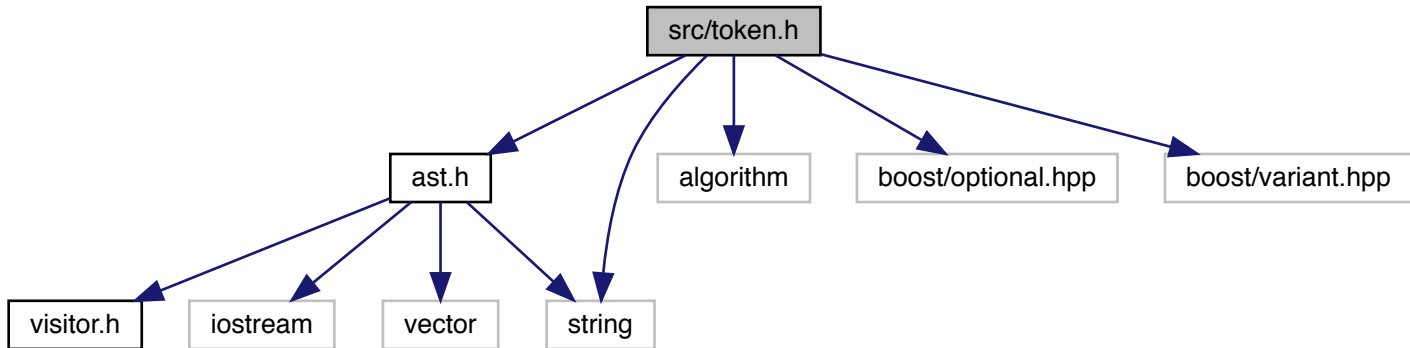 src/token.h
ast.h
algorithm
boost/optional.hpp
boost/variant.hpp
visitor.h
iostream
vector
string